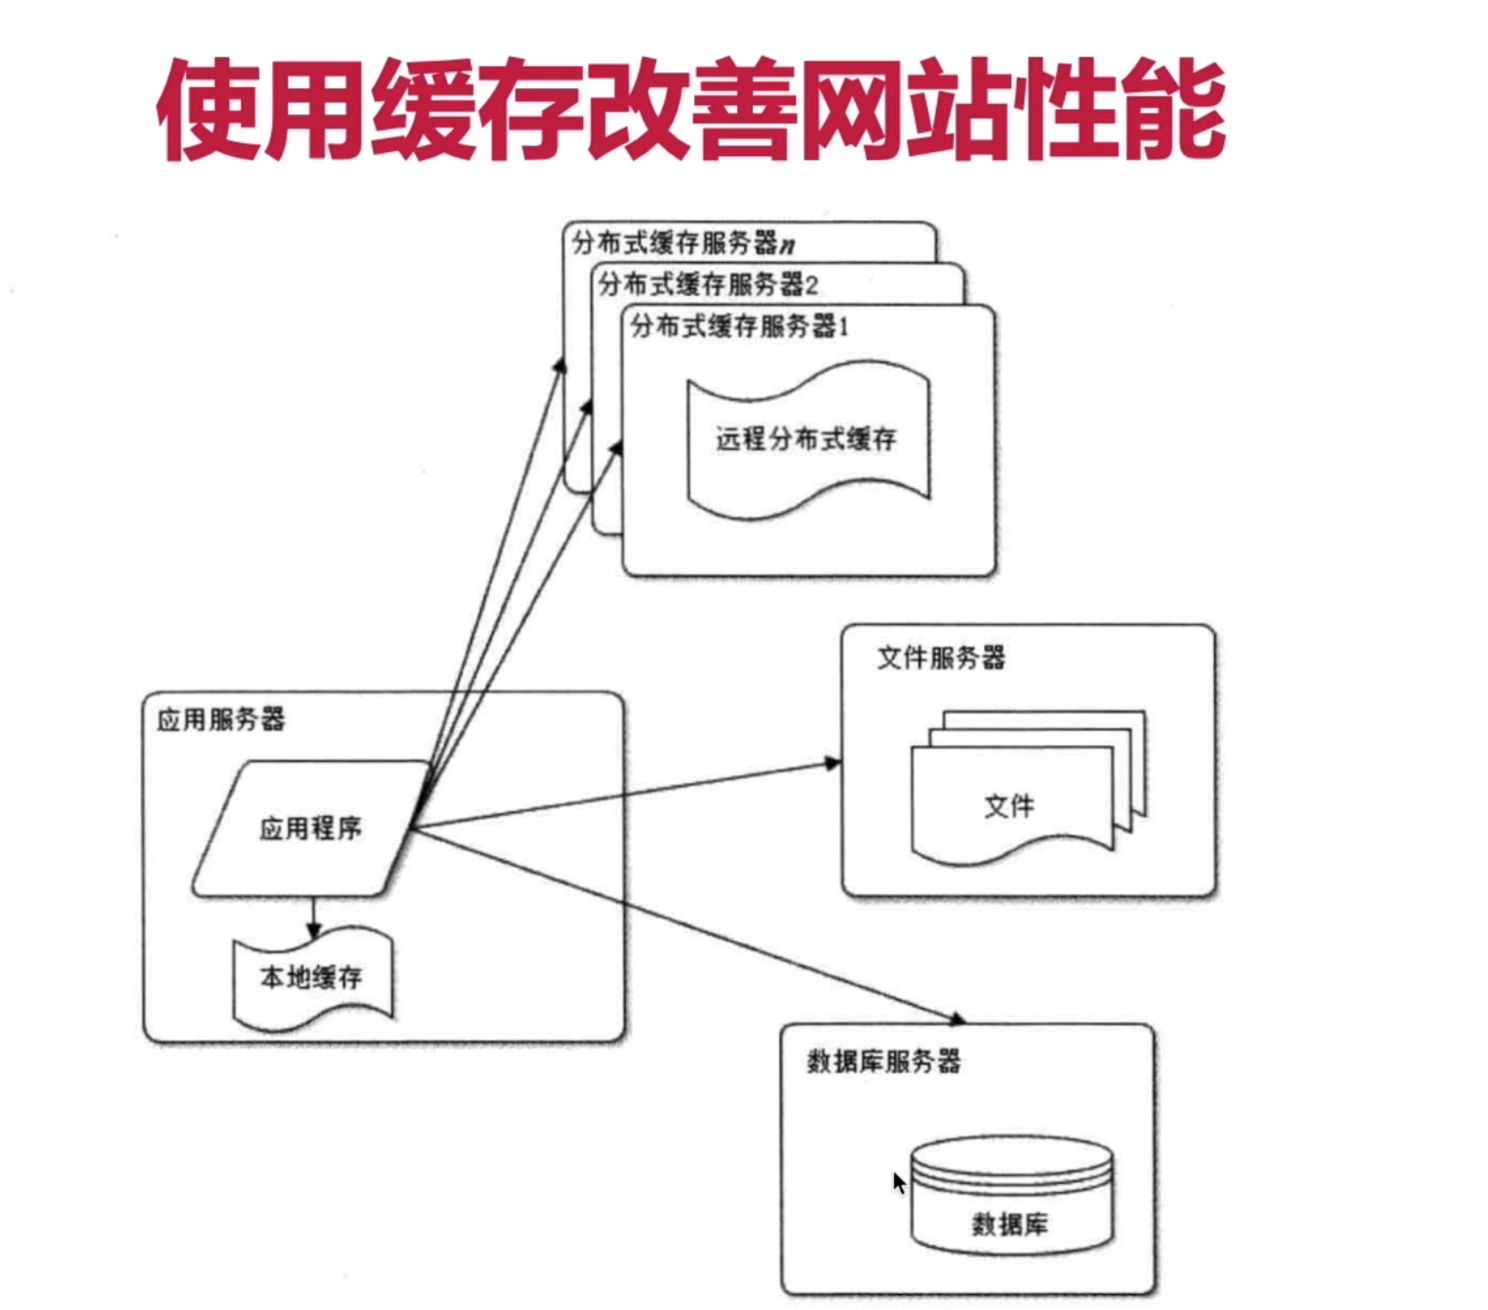 使用缓存改善网站性能
分布式缓存服务器n
分布式缓存服务器2
分布式缓存服务器1
远程分布式缓存
文件服务器
文件
应用服务器
应用程序
本地缓存
数据库服务器
数据库